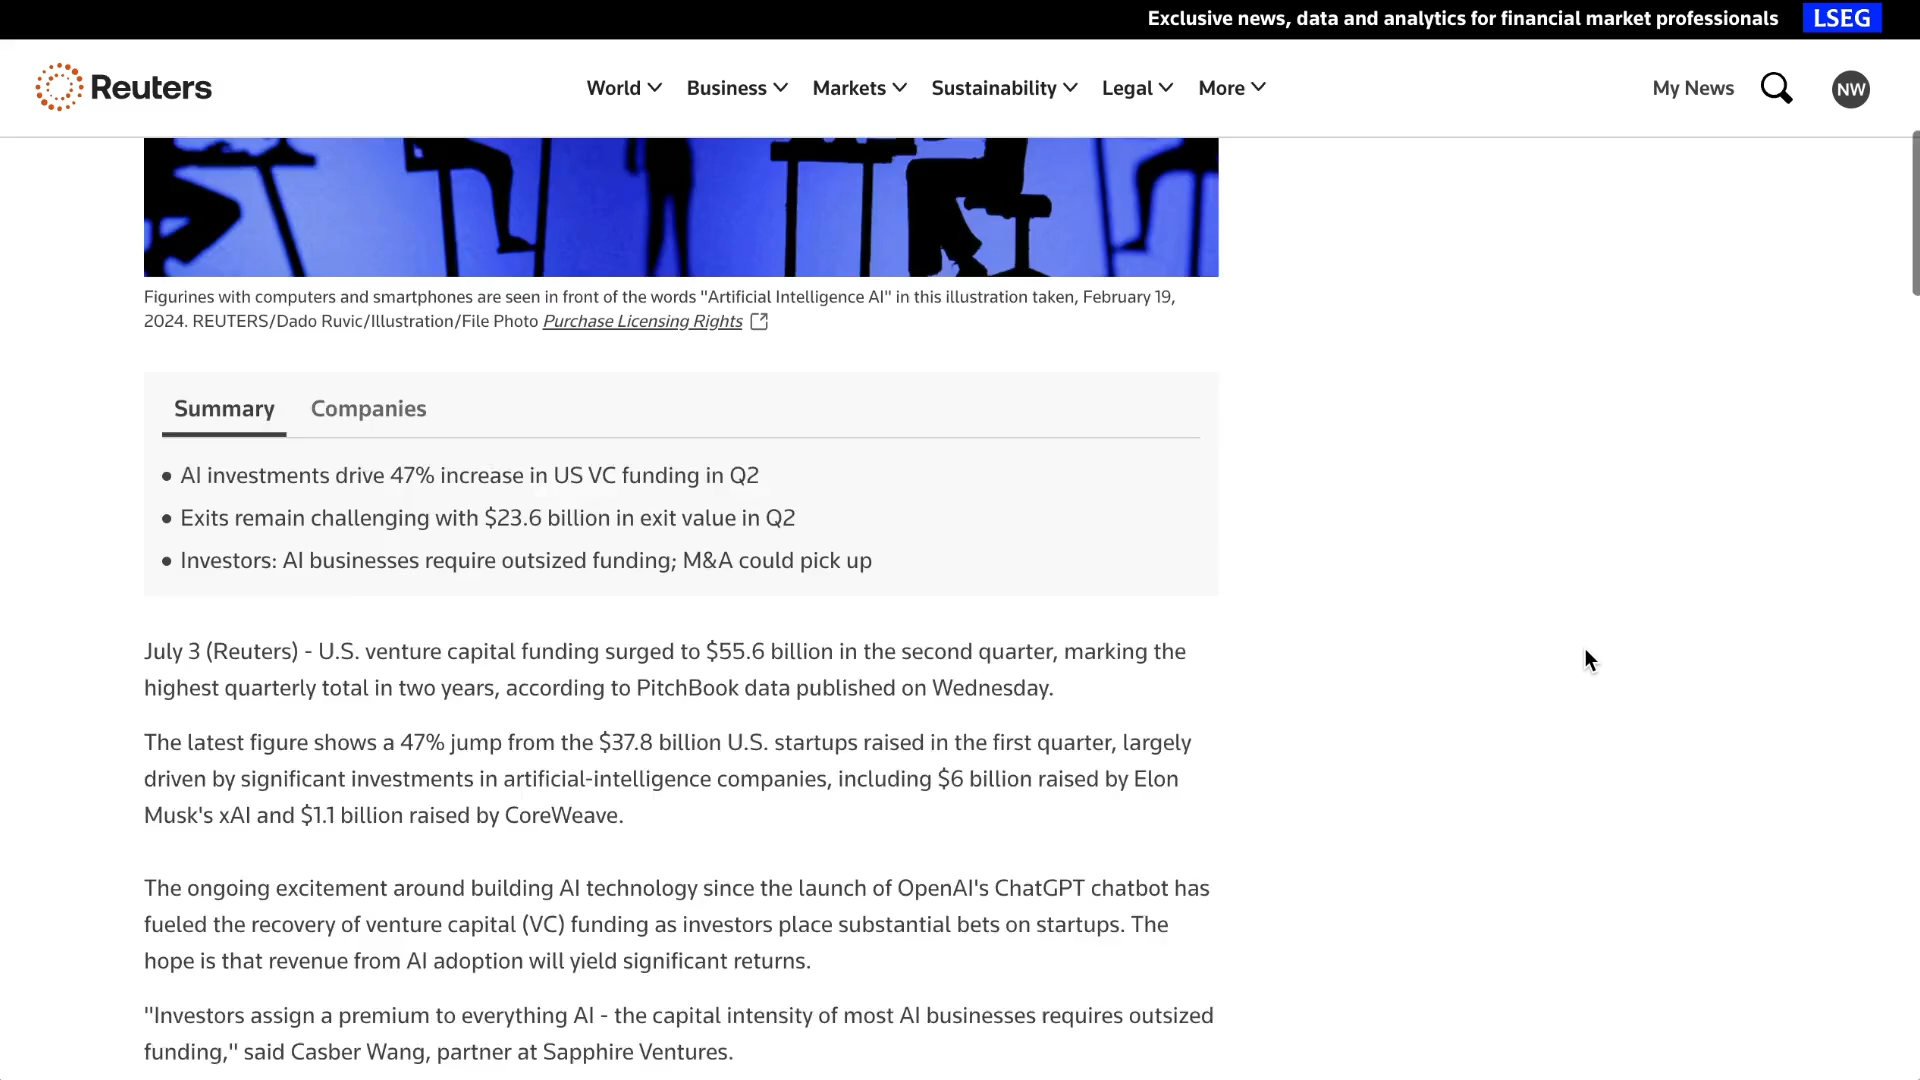 Exclusive news, data and analytics for financial market professionals LSEG
Reuters World Business Markets Sustainability Legal More My News NW
Figurines with computers and smartphones are seen in front of the words "Artificial Intelligence AI" in this illustration taken, February 19,
2024. REUTERS/Dado Ruvic/Illustration/File Photo Purchase Licensing Rights
Summary Companies
• AI investments drive 47% increase in US VC funding in Q2
• Exits remain challenging with $23.6 billion in exit value in Q2
• Investors: AI businesses require outsized funding; M&A could pick up
July 3 (Reuters) - U.S. venture capital funding surged to $55.6 billion in the second quarter, marking the
highest quarterly total in two years, according to PitchBook data published on Wednesday.
The latest figure shows a 47% jump from the $37.8 billion U.S. startups raised in the first quarter, largely
driven by significant investments in artificial-intelligence companies, including $6 billion raised by Elon
Musk's xAI and $1.1 billion raised by CoreWeave.
The ongoing excitement around building AI technology since the launch of OpenAI's ChatGPT chatbot has
fueled the recovery of venture capital (VC) funding as investors place substantial bets on startups. The
hope is that revenue from AI adoption will yield significant returns.
"Investors assign a premium to everything AI - the capital intensity of most AI businesses requires outsized
funding," said Casber Wang, partner at Sapphire Ventures.